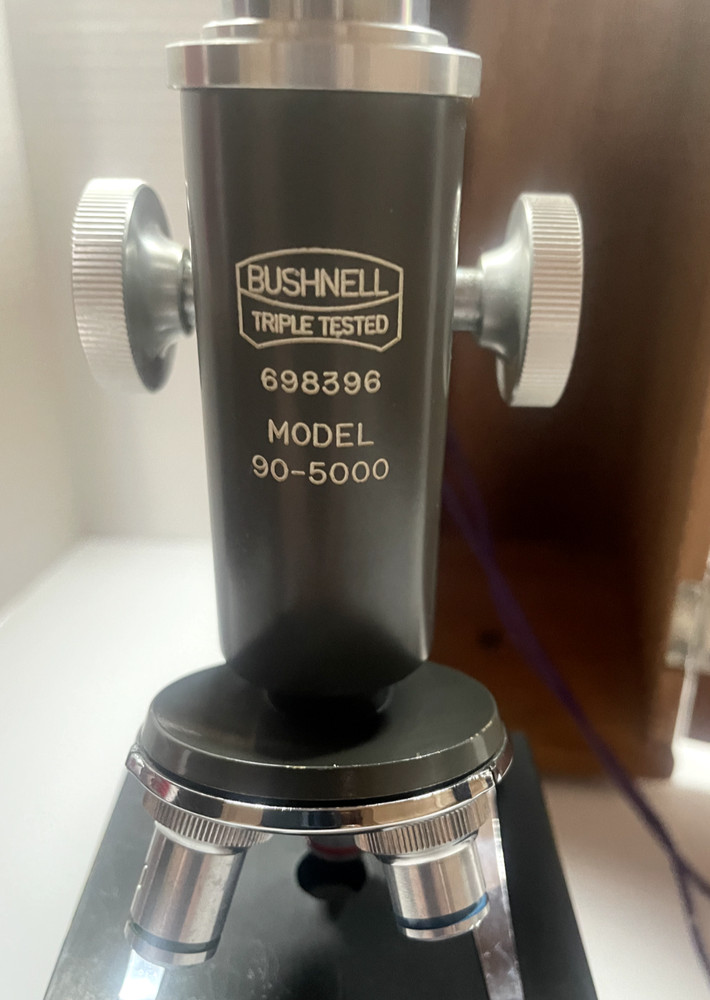 BUSHNELL
TRIPLE TESTED
698396
MODEL
90-5000